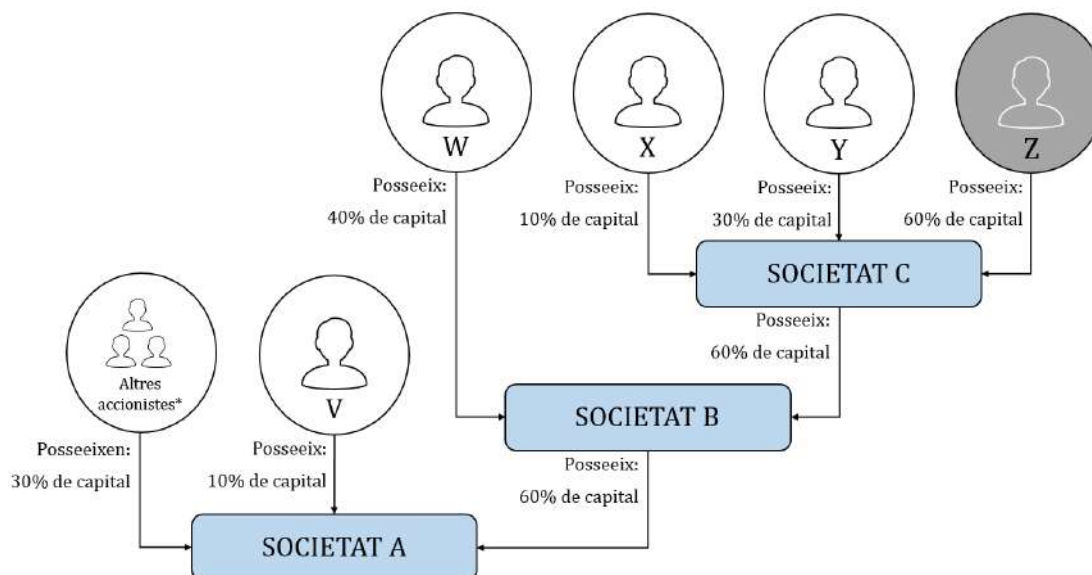 W
X
Y
Z
Posseeix:
40% de capital
Posseeix:
10% de capital
Posseeix:
30% de capital
Posseeix:
60% de capital
SOCIETAT C
Posseeix:
60% de capital
Altres
accionistes*
V
SOCIETAT B
Posseeixen:
30% de capital
Posseeix:
10% de capital
Posseeix:
60% de capital
SOCIETAT A